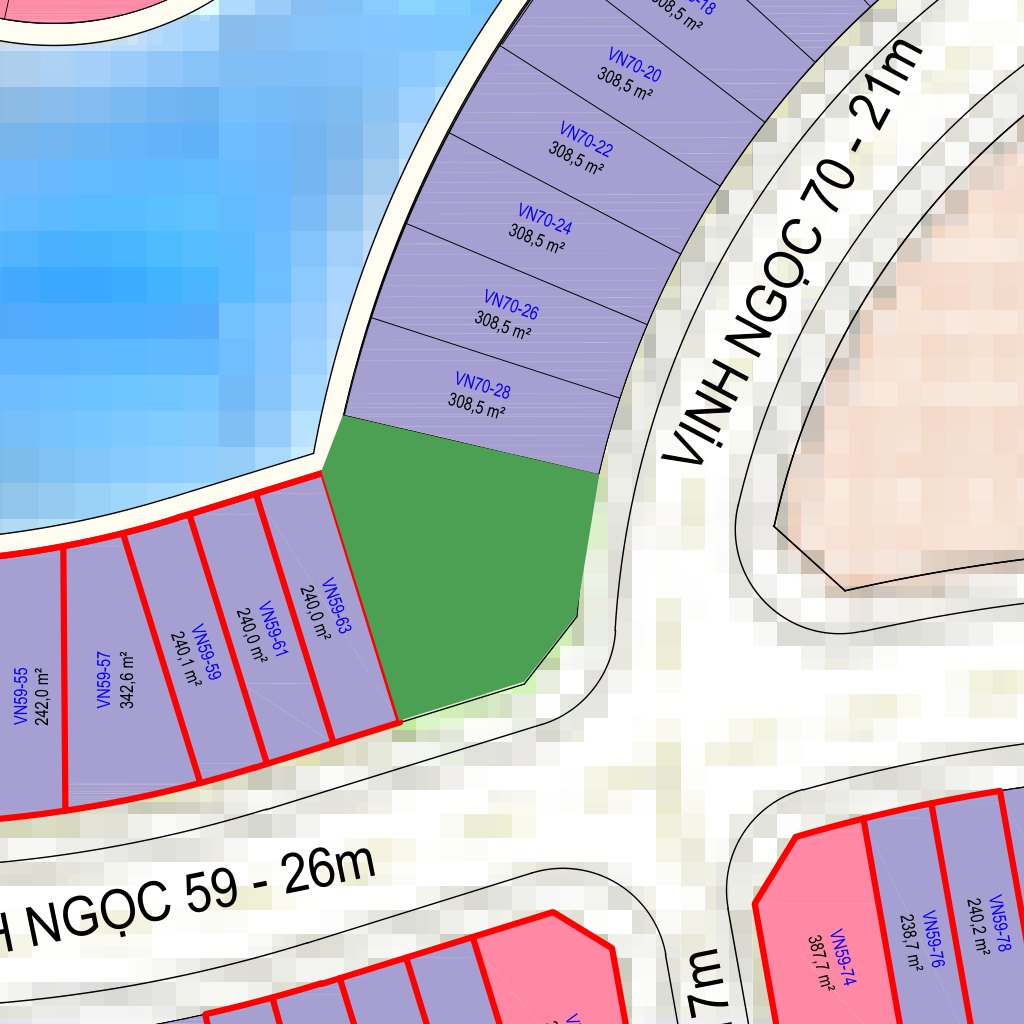 308,5 m²
VN70-20
308,5 m²
VN70-22
308,5 m²
VN70-24
308,5 m²
VN70-26
308,5 m²
VN70-28
308,5 m²
VỊNH NGỌC 70 - 21m
VN59-55
242,0 m²
VN59-57
342,6 m²
VN59-59
240,1 m²
VN59-61
240,0 m²
VN59-63
240,0 m²
NGỌC 59 - 26m
7m
VN59-74
387,7 m²
VN59-76
238,7 m²
VN59-78
240,2 m²